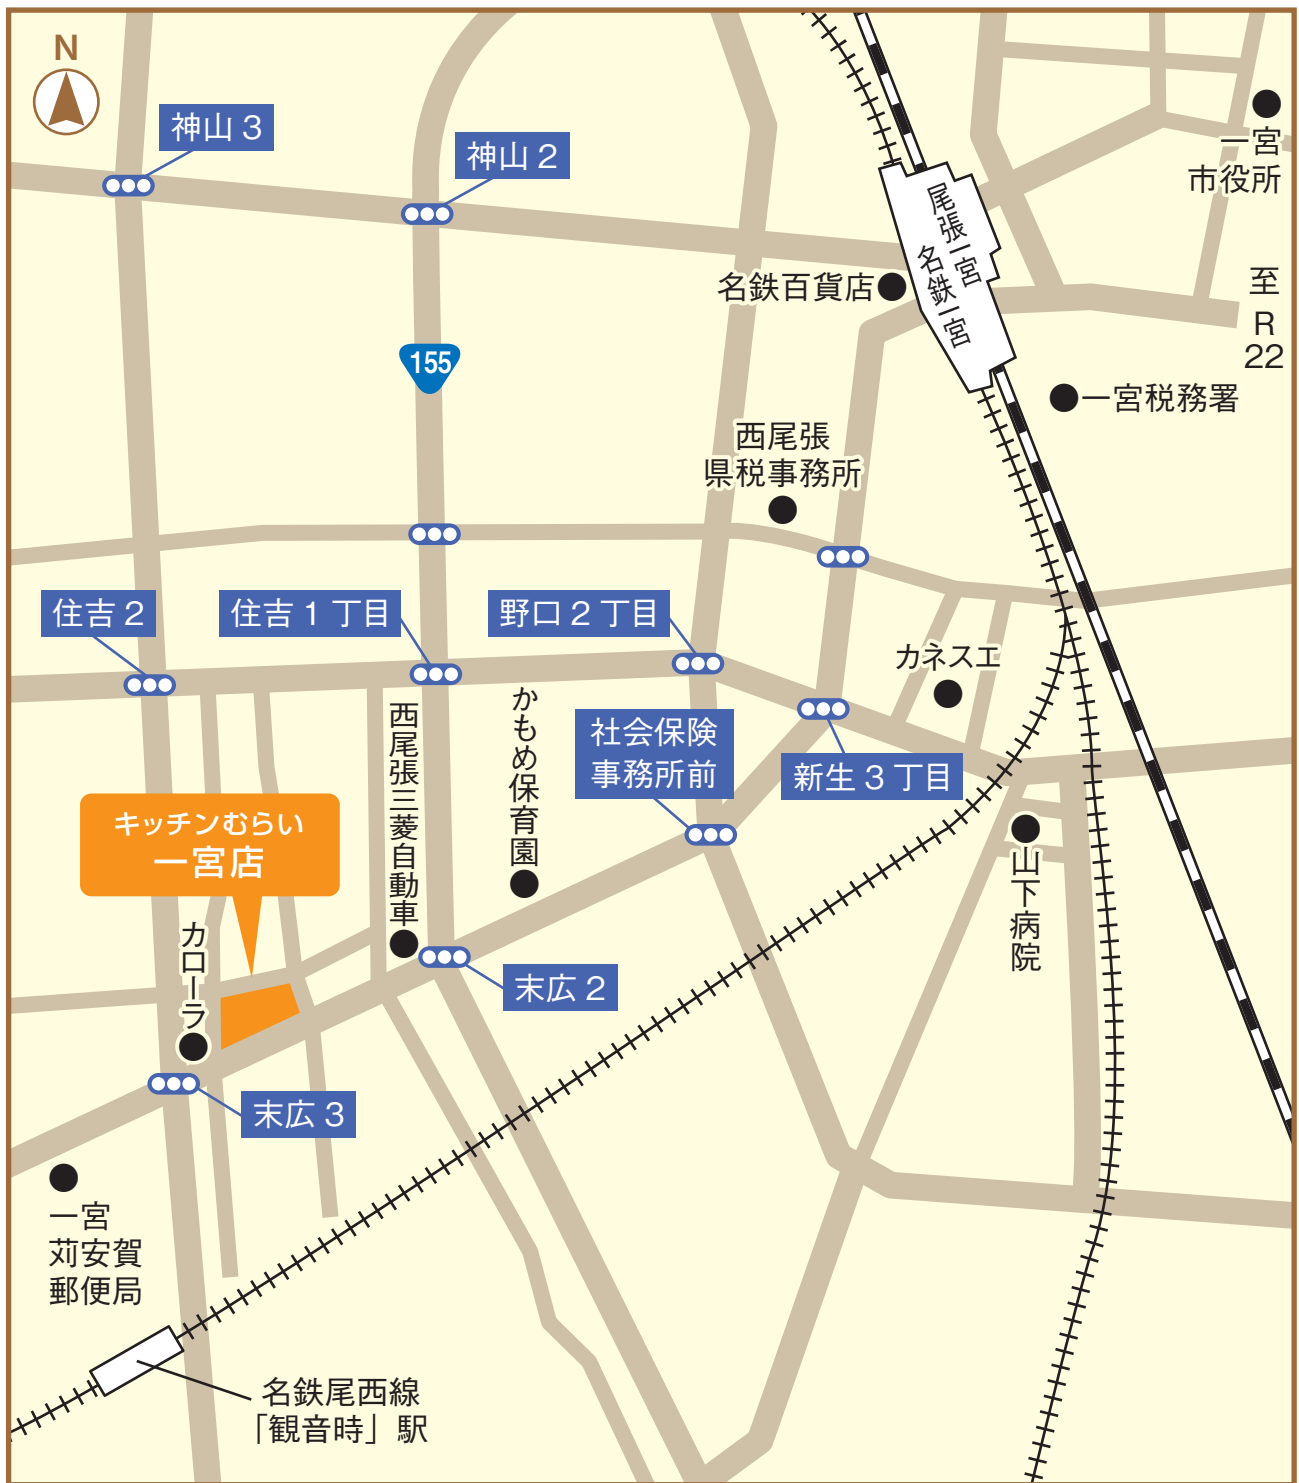 N
神山3
神山2
一宮
市役所
尾張一宮
名鉄一宮
名鉄百貨店
至
R
22
155
一宮税務署
西尾張
県税事務所
住吉2
住吉1丁目
野口2丁目
カネスエ
西尾張三菱自動車
かもめ保育園
社会保険
事務所前
新生3丁目
キッチンむらい
一宮店
山下病院
カローラ
末広2
末広3
一宮
苅安賀
郵便局
名鉄尾西線
「観音時」駅